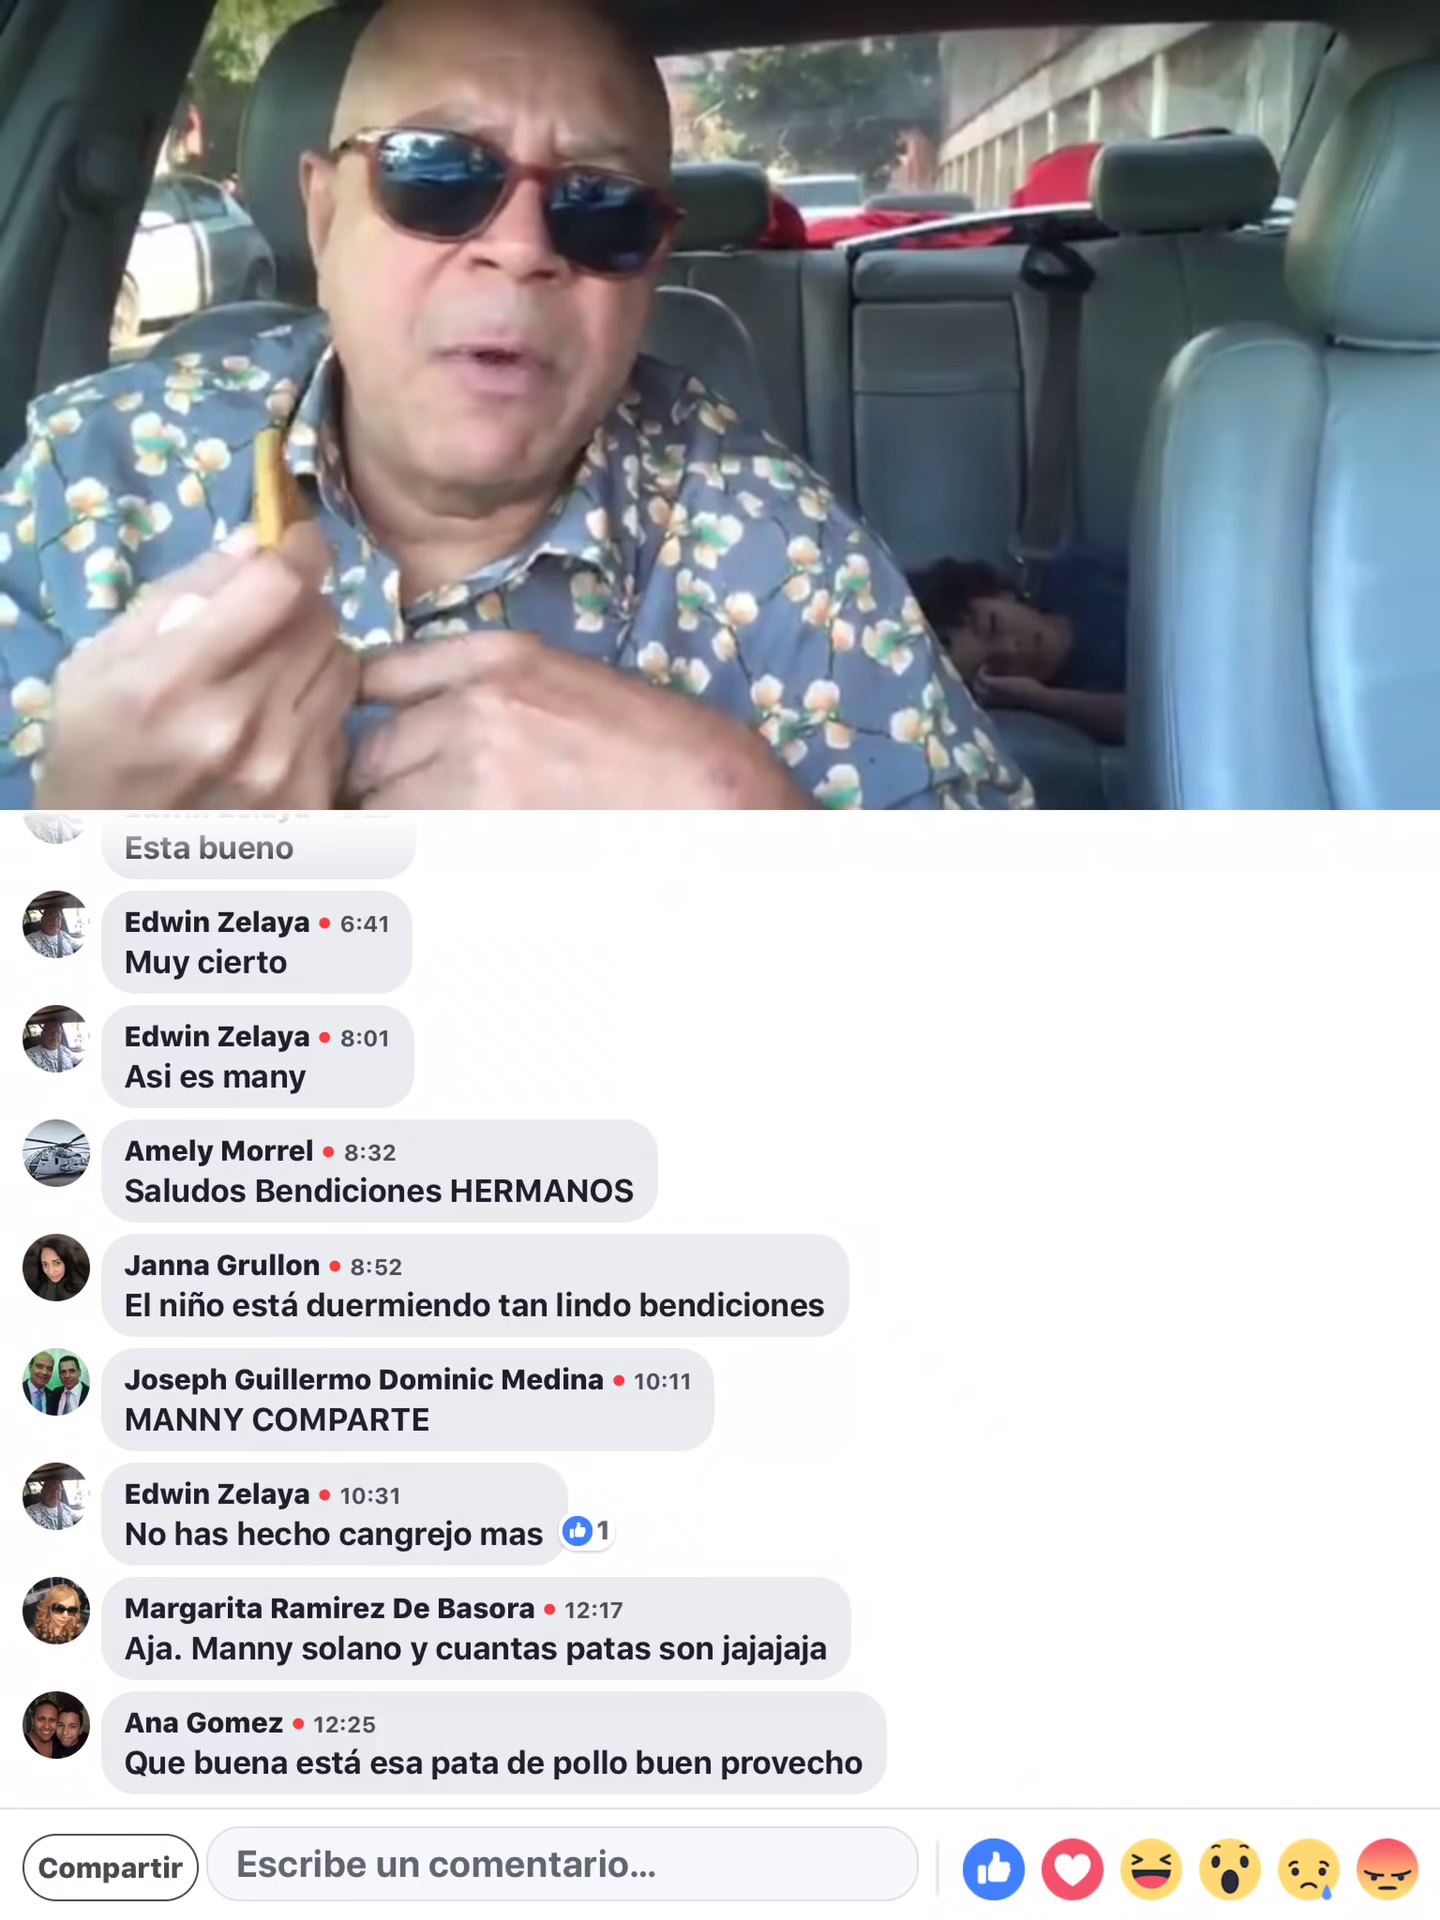 Esta bueno
Edwin Zelaya • 6:41
Muy cierto
Edwin Zelaya • 8:01
Asi es many
Amely Morrel • 8:32
Saludos Bendiciones HERMANOS
Janna Grullon • 8:52
El niño está duermiendo tan lindo bendiciones
Joseph Guillermo Dominic Medina • 10:11
MANNY COMPARTE
Edwin Zelaya • 10:31
No has hecho cangrejo mas
1
Margarita Ramirez De Basora • 12:17
Aja. Manny solano y cuantas patas son jajajaja
Ana Gomez • 12:25
Que buena está esa pata de pollo buen provecho
Compartir
Escribe un comentario...